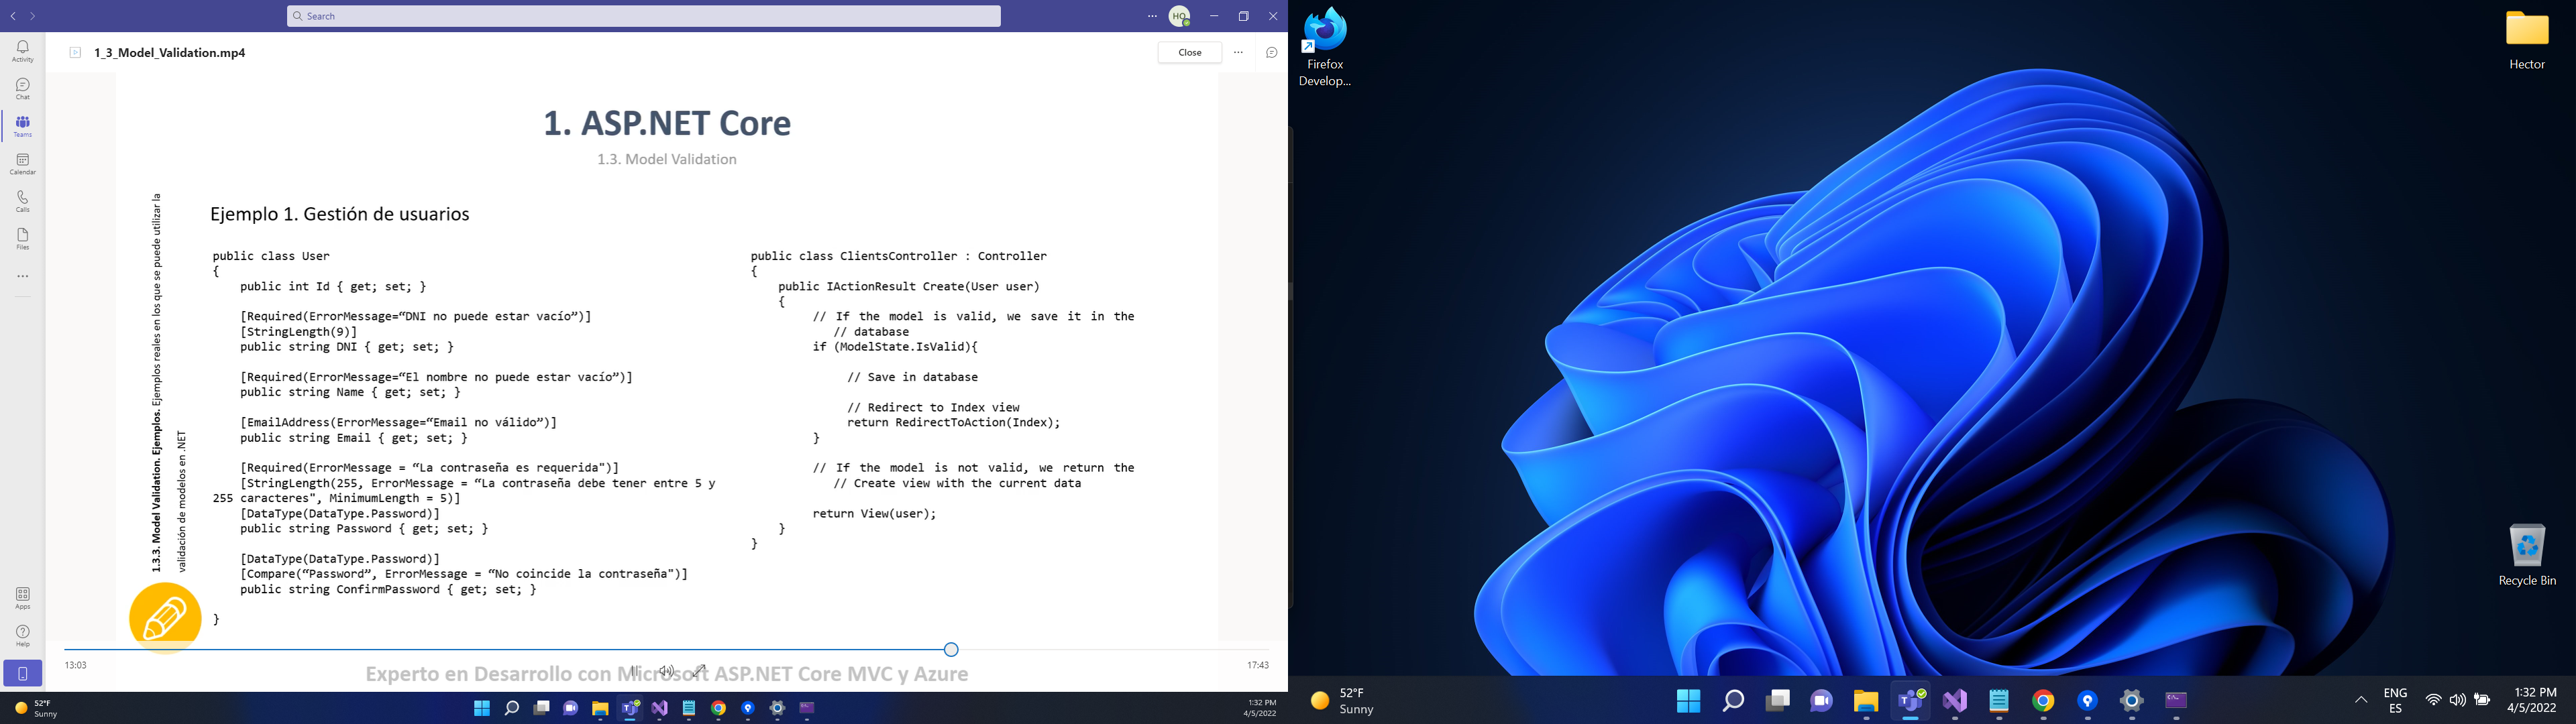 Search
HO
Activity
Chat
Teams
Calendar
Calls
Files
Apps
Help
1_3_Model_Validation.mp4
Close
1. ASP.NET Core
1.3. Model Validation
1.3.3. Model Validation. Ejemplos. Ejemplos reales en los que se puede utilizar la
validación de modelos en .NET
Ejemplo 1. Gestión de usuarios
public class User
{
public int Id { get; set; }
[Required(ErrorMessage=“DNI no puede estar vacío”)]
[StringLength(9)]
public string DNI { get; set; }
[Required(ErrorMessage=“El nombre no puede estar vacío”)]
public string Name { get; set; }
[EmailAddress(ErrorMessage=“Email no válido”)]
public string Email { get; set; }
[Required(ErrorMessage = “La contraseña es requerida")]
[StringLength(255, ErrorMessage = “La contraseña debe tener entre 5 y
255 caracteres", MinimumLength = 5)]
[DataType(DataType.Password)]
public string Password { get; set; }
[DataType(DataType.Password)]
[Compare(“Password”, ErrorMessage = “No coincide la contraseña")]
public string ConfirmPassword { get; set; }
}
public class ClientsController : Controller
{
public IActionResult Create(User user)
{
// If the model is valid, we save it in the
// database
if (ModelState.IsValid){
// Save in database
// Redirect to Index view
return RedirectToAction(Index);
}
// If the model is not valid, we return the
// Create view with the current data
return View(user);
}
}
13:03
17:43
Experto en Desarrollo con Microsoft ASP.NET Core MVC y Azure
52°F
Sunny
1:32 PM
4/5/2022
Firefox
Develop...
Hector
Recycle Bin
52°F
Sunny
ENG
ES
1:32 PM
4/5/2022